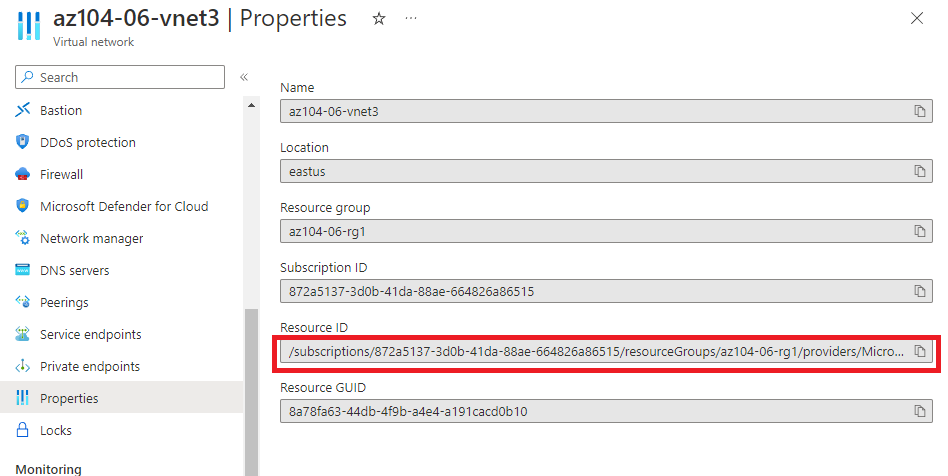 az104-06-vnet3 | Properties ☆ ···
Virtual network
Search
«
Bastion
DDoS protection
Firewall
Microsoft Defender for Cloud
Network manager
DNS servers
Peerings
Service endpoints
Private endpoints
Properties
Locks
Monitoring
Name
az104-06-vnet3
Location
eastus
Resource group
az104-06-rg1
Subscription ID
872a5137-3d0b-41da-88ae-664826a86515
Resource ID
/subscriptions/872a5137-3d0b-41da-88ae-664826a86515/resourceGroups/az104-06-rg1/providers/Micro...
Resource GUID
8a78fa63-44db-4f9b-a4e4-a191cacd0b10